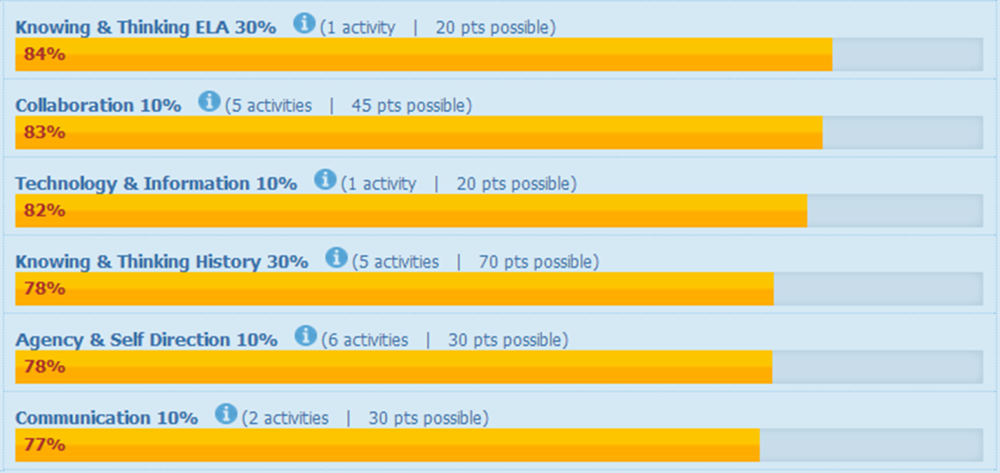 Knowing & Thinking ELA 30% i (1 activity | 20 pts possible)
84%
Collaboration 10% i (5 activities | 45 pts possible)
83%
Technology & Information 10% i (1 activity | 20 pts possible)
82%
Knowing & Thinking History 30% i (5 activities | 70 pts possible)
78%
Agency & Self Direction 10% i (6 activities | 30 pts possible)
78%
Communication 10% i (2 activities | 30 pts possible)
77%